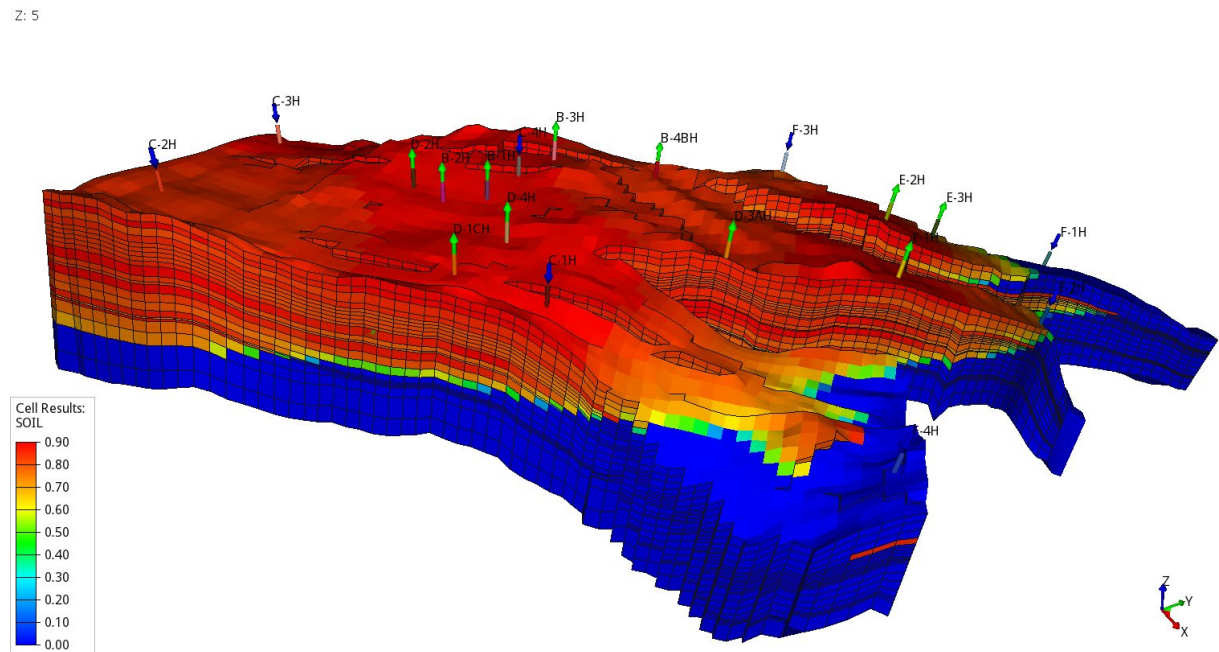 Z: 5
C-3H
B-3H
F-3H
C-2H
D-2H
B-2H
B-1H
B-4BH
E-2H
E-3H
D-4H
D-3AH
D-1CH
F-1H
C-1H
Cell Results:
SOIL
0.90
0.80
0.70
0.60
0.50
0.40
0.30
0.20
0.10
0.00
Z
Y
X